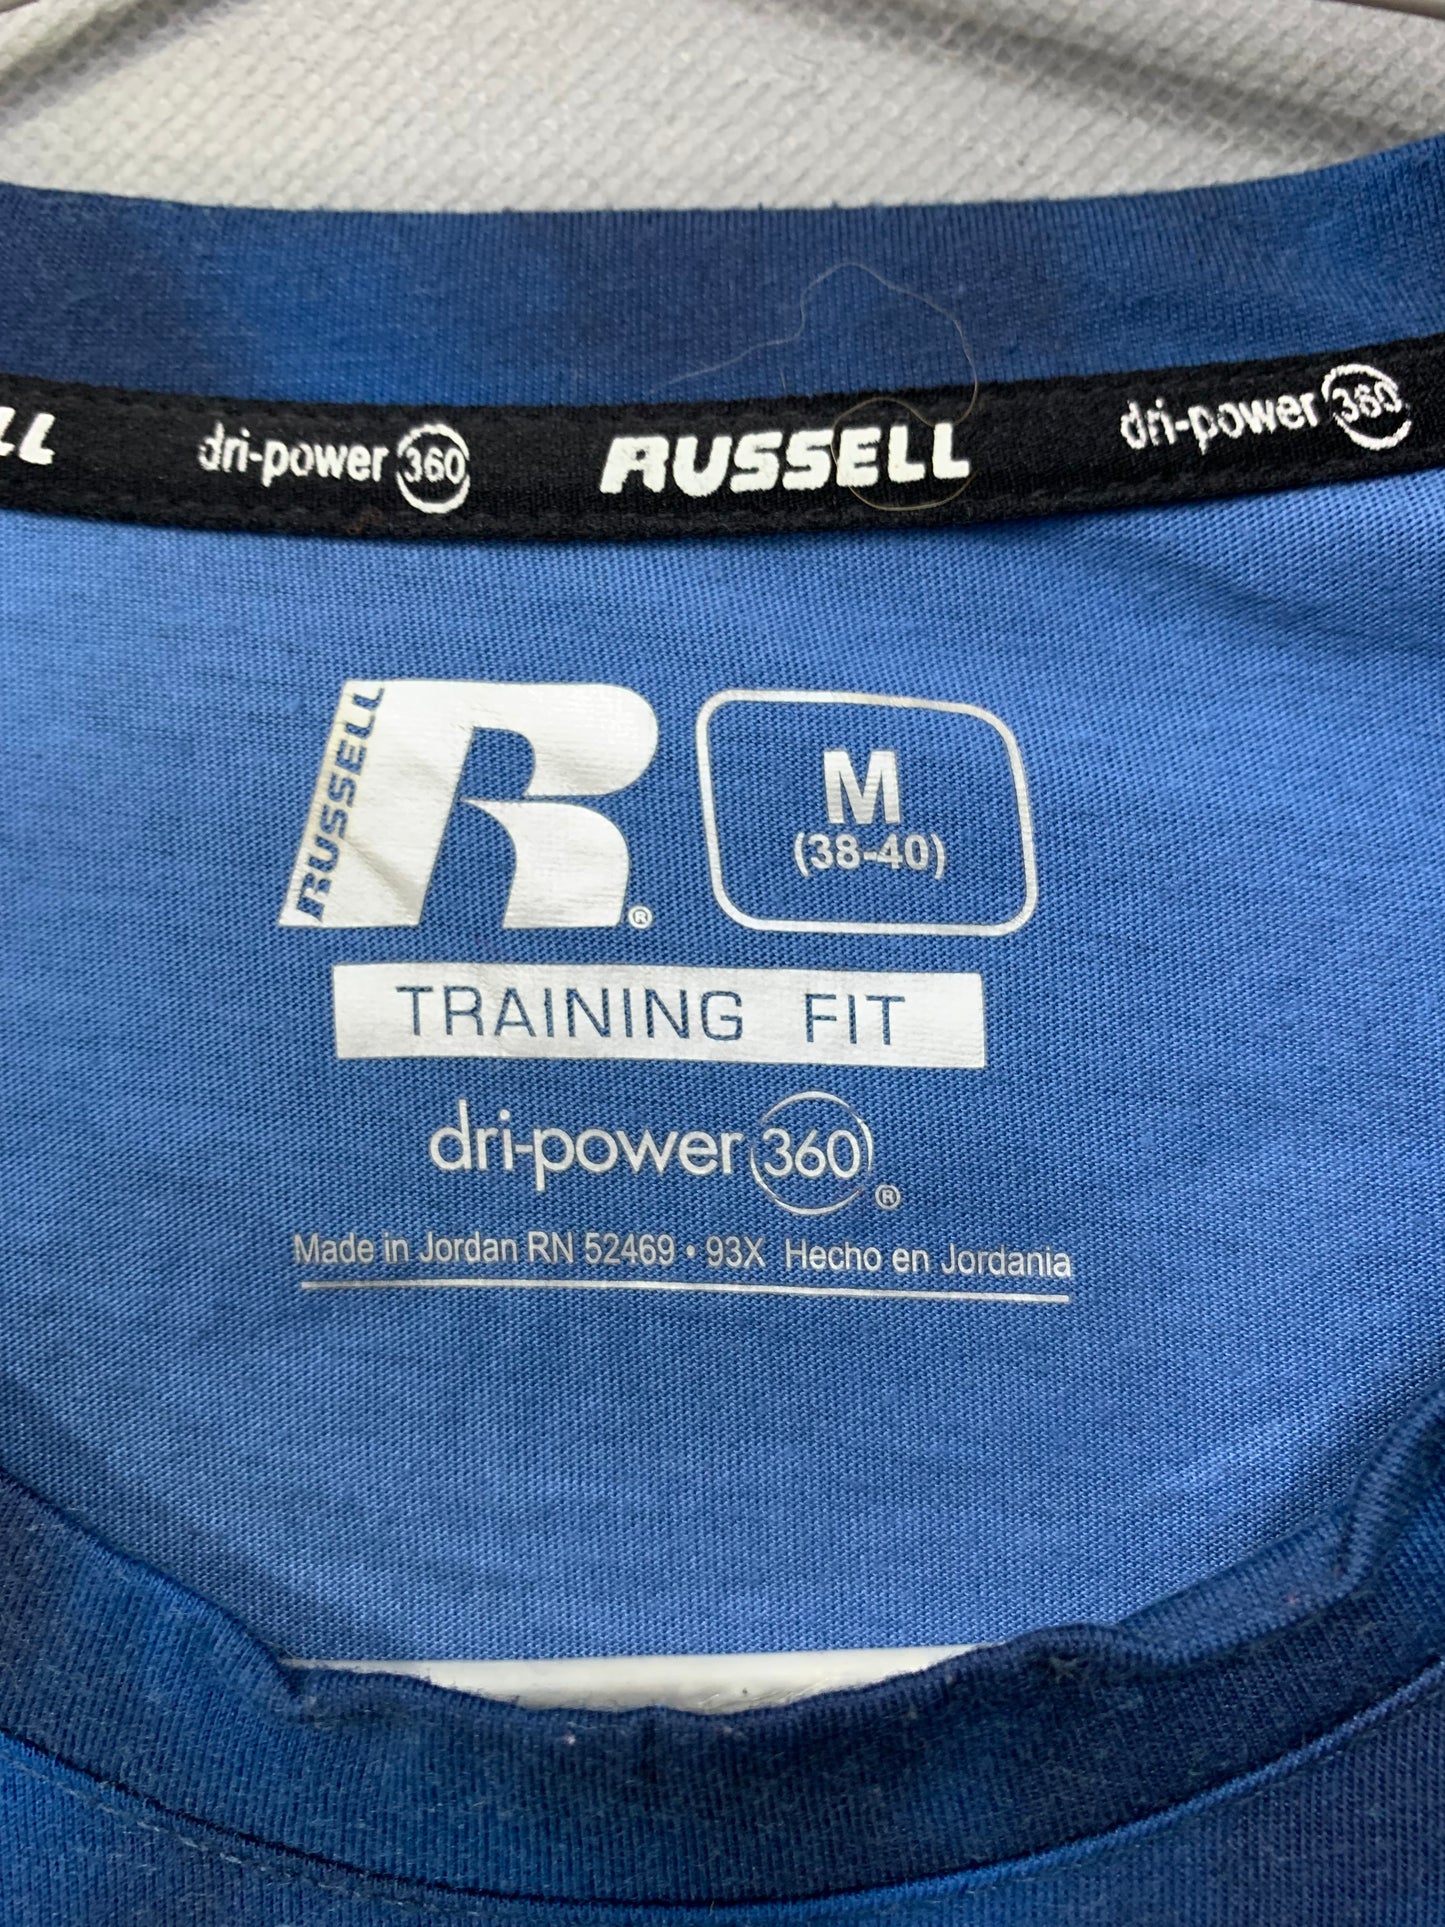 LL dri-power 360 RUSSELL dri-power 360
RUSSELL R ®
M
(38-40)
TRAINING FIT
dri-power 360 ®
Made in Jordan RN 52469 • 93X Hecho en Jordania